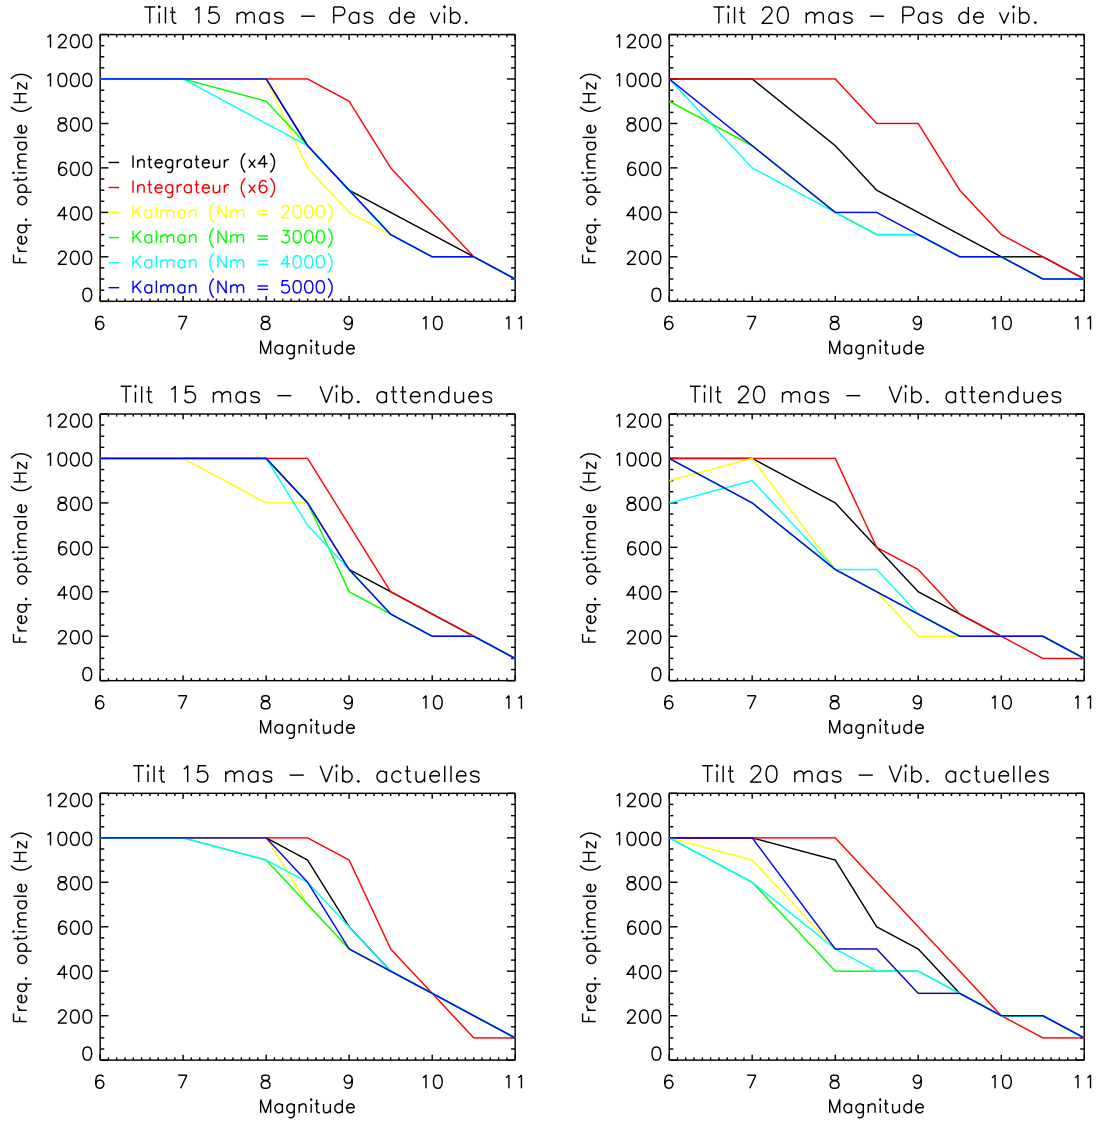 Tilt 15 mas – Pas de vib.
1200
1000
800
600
400
200
0
Freq. optimale (Hz)
– Integrateur (x4)
– Integrateur (x6)
– Kalman (Nm = 2000)
– Kalman (Nm = 3000)
– Kalman (Nm = 4000)
– Kalman (Nm = 5000)
6 7 8 9 10 11
Magnitude
Tilt 20 mas – Pas de vib.
1200
1000
800
600
400
200
0
Freq. optimale (Hz)
6 7 8 9 10 11
Magnitude
Tilt 15 mas – Vib. attendues
1200
1000
800
600
400
200
0
Freq. optimale (Hz)
6 7 8 9 10 11
Magnitude
Tilt 20 mas – Vib. attendues
1200
1000
800
600
400
200
0
Freq. optimale (Hz)
6 7 8 9 10 11
Magnitude
Tilt 15 mas – Vib. actuelles
1200
1000
800
600
400
200
0
Freq. optimale (Hz)
6 7 8 9 10 11
Magnitude
Tilt 20 mas – Vib. actuelles
1200
1000
800
600
400
200
0
Freq. optimale (Hz)
6 7 8 9 10 11
Magnitude